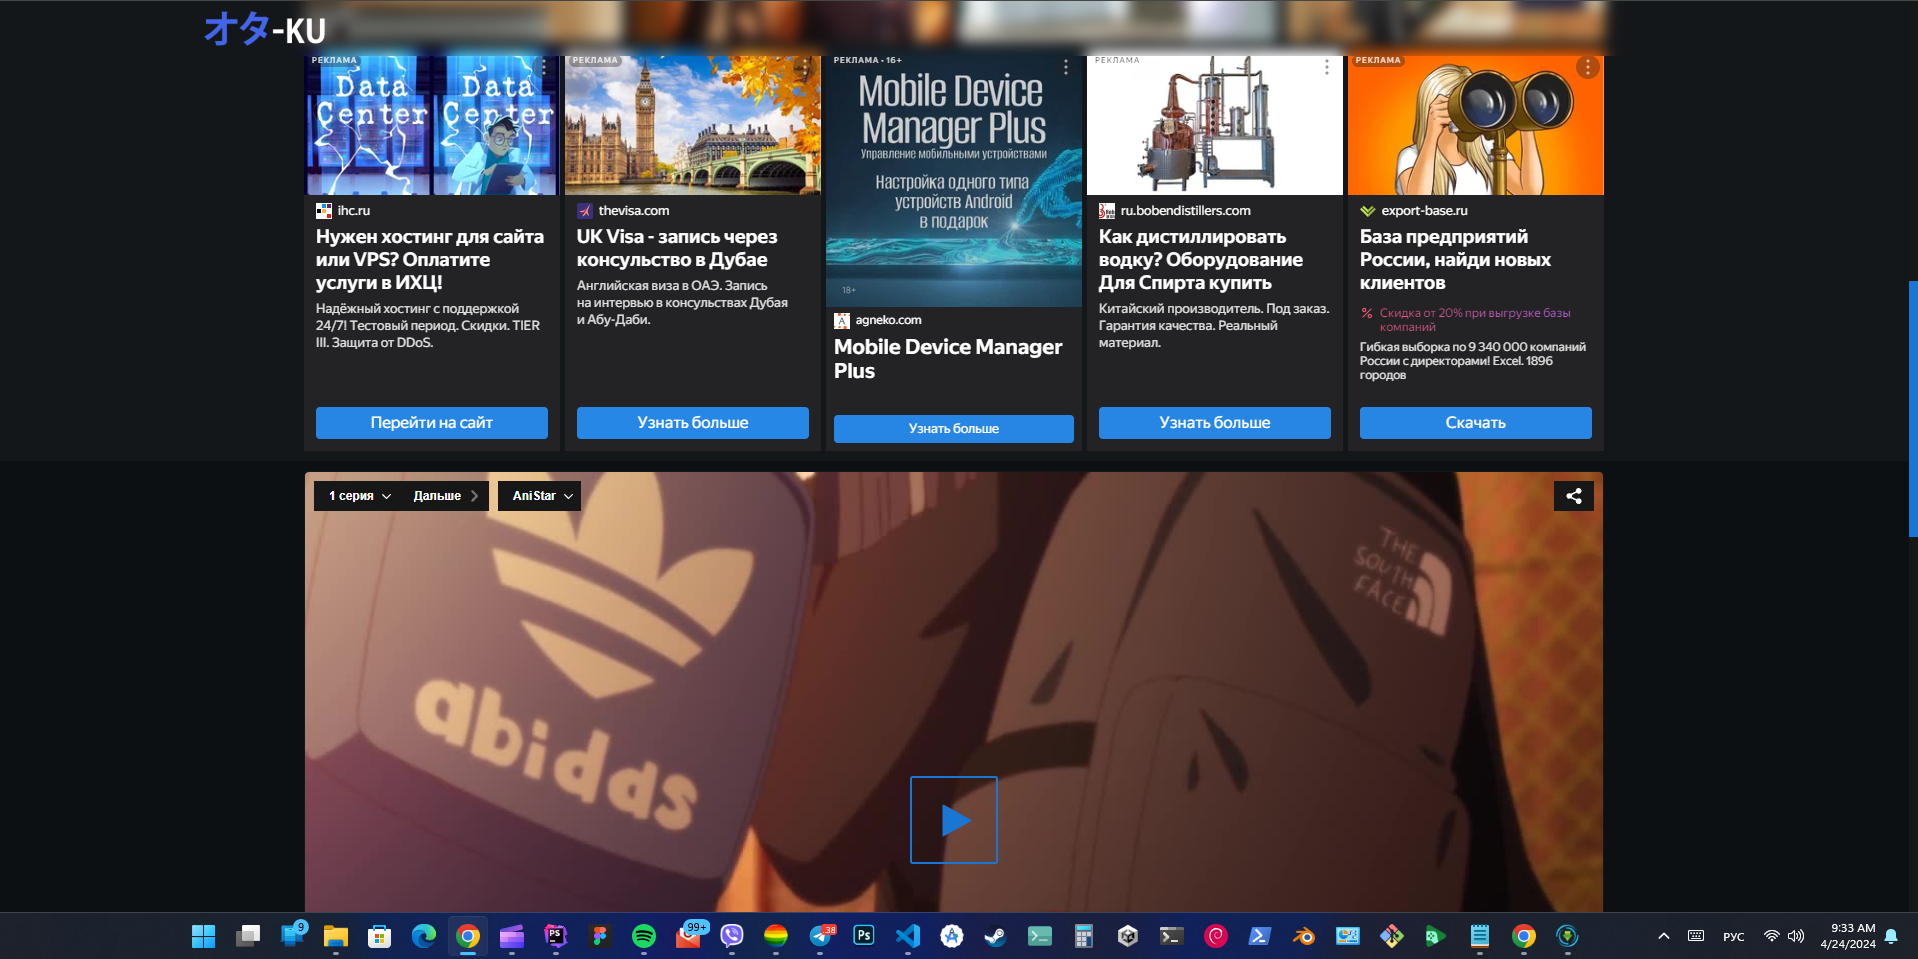 オタ-KU
РЕКЛАМА
Data Center
Data Center
ihc.ru
Нужен хостинг для сайта
или VPS? Оплатите
услуги в ИХЦ!
Надёжный хостинг с поддержкой
24/7! Тестовый период. Скидки. TIER
III. Защита от DDoS.
Перейти на сайт
РЕКЛАМА
thevisa.com
UK Visa - запись через
консульство в Дубае
Английская виза в ОАЭ. Запись
на интервью в консульствах Дубая
и Абу-Даби.
Узнать больше
РЕКЛАМА • 16+
Mobile Device
Manager Plus
Управление мобильными устройствами
Настройка одного типа
устройств Android
в подарок
18+
agneko.com
Mobile Device Manager
Plus
Узнать больше
РЕКЛАМА
ru.bobendistillers.com
Как дистиллировать
водку? Оборудование
Для Спирта купить
Китайский производитель. Под заказ.
Гарантия качества. Реальный
материал.
Узнать больше
РЕКЛАМА
export-base.ru
База предприятий
России, найди новых
клиентов
Скидка от 20% при выгрузке базы
компаний
Гибкая выборка по 9 340 000 компаний
России с директорами! Excel. 1896
городов
Скачать
1 серия Дальше AniStar
abidds
THE
SOUTH
FACE
9
PS
99+
38
Ps
РУС
9:33 AM
4/24/2024